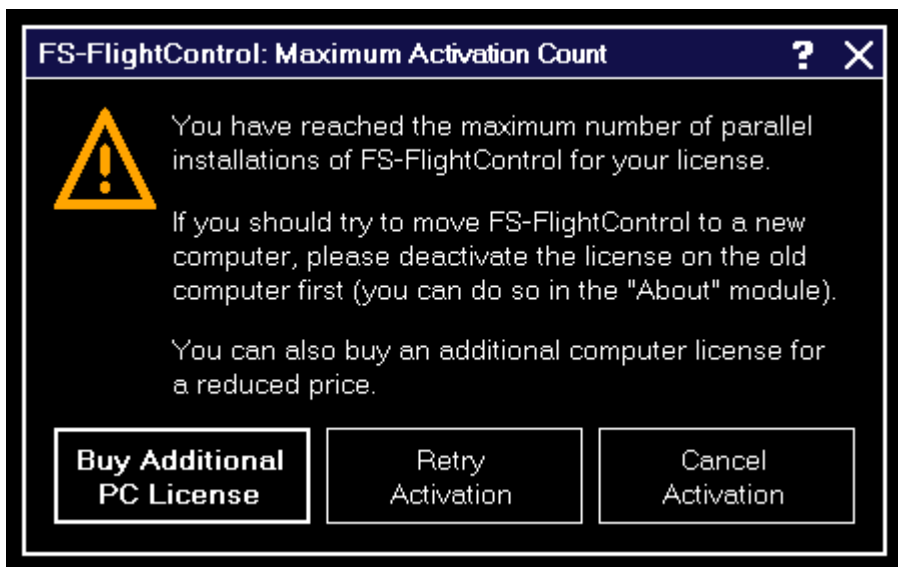 FS-FlightControl: Maximum Activation Count ? X
You have reached the maximum number of parallel
installations of FS-FlightControl for your license.
If you should try to move FS-FlightControl to a new
computer, please deactivate the license on the old
computer first (you can do so in the "About" module).
You can also buy an additional computer license for
a reduced price.
Buy Additional
PC License
Retry
Activation
Cancel
Activation